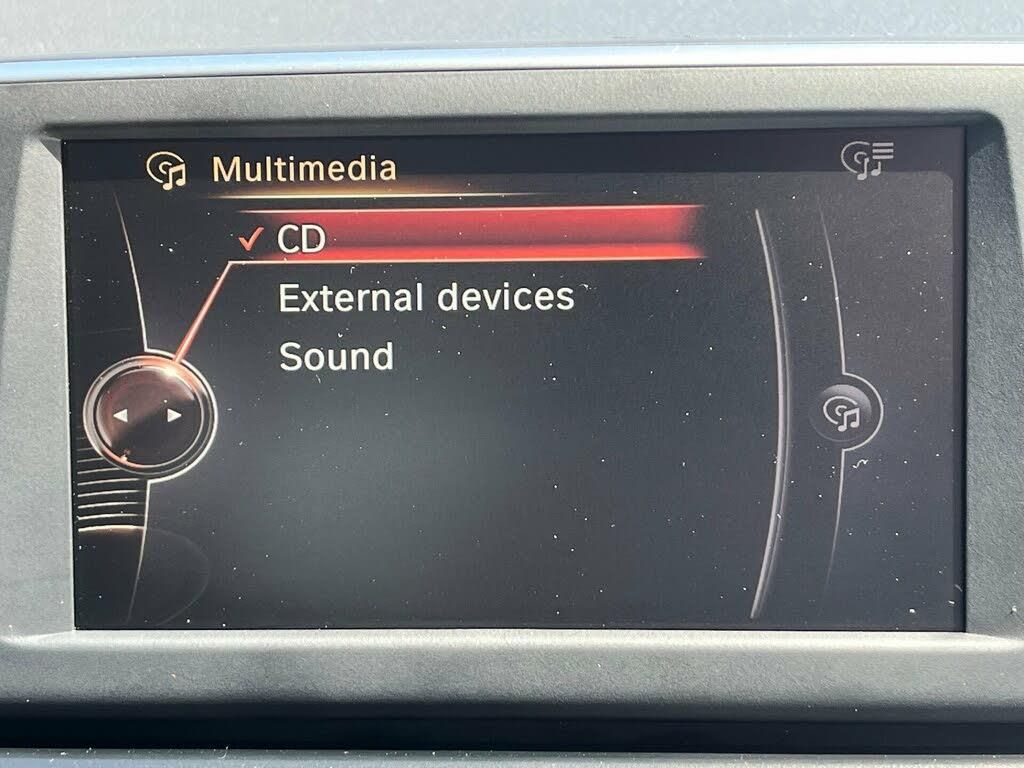 Multimedia
CD
External devices
Sound